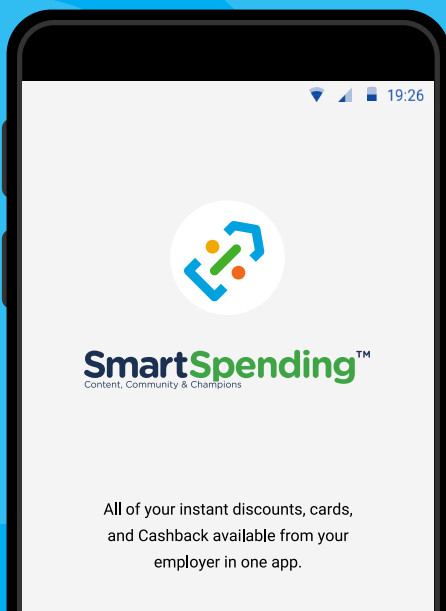 19:26
SmartSpending™
Content, Community & Champions
All of your instant discounts, cards,
and Cashback available from your
employer in one app.